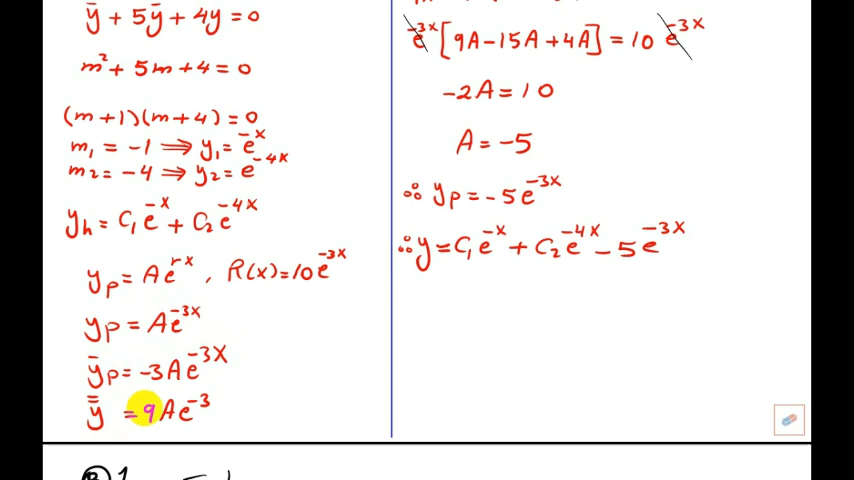 ȳ + 5ȳ + 4y = 0
m² + 5m + 4 = 0
(m+1)(m+4) = 0
m₁ = -1 ⟹ y₁ = e^-x
m₂ = -4 ⟹ y₂ = e^-4x
yh = C₁e^-x + C₂e^-4x
yp = Ae^rx , R(x) = 10e^-3x
yp = Ae^-3x
ȳp = -3Ae^-3x
ȳ̄ = 9Ae^-3
e^-3x [9A - 15A + 4A] = 10 e^-3x
-2A = 10
A = -5
∴ yp = -5e^-3x
∴ y = C₁e^-x + C₂e^-4x - 5e^-3x